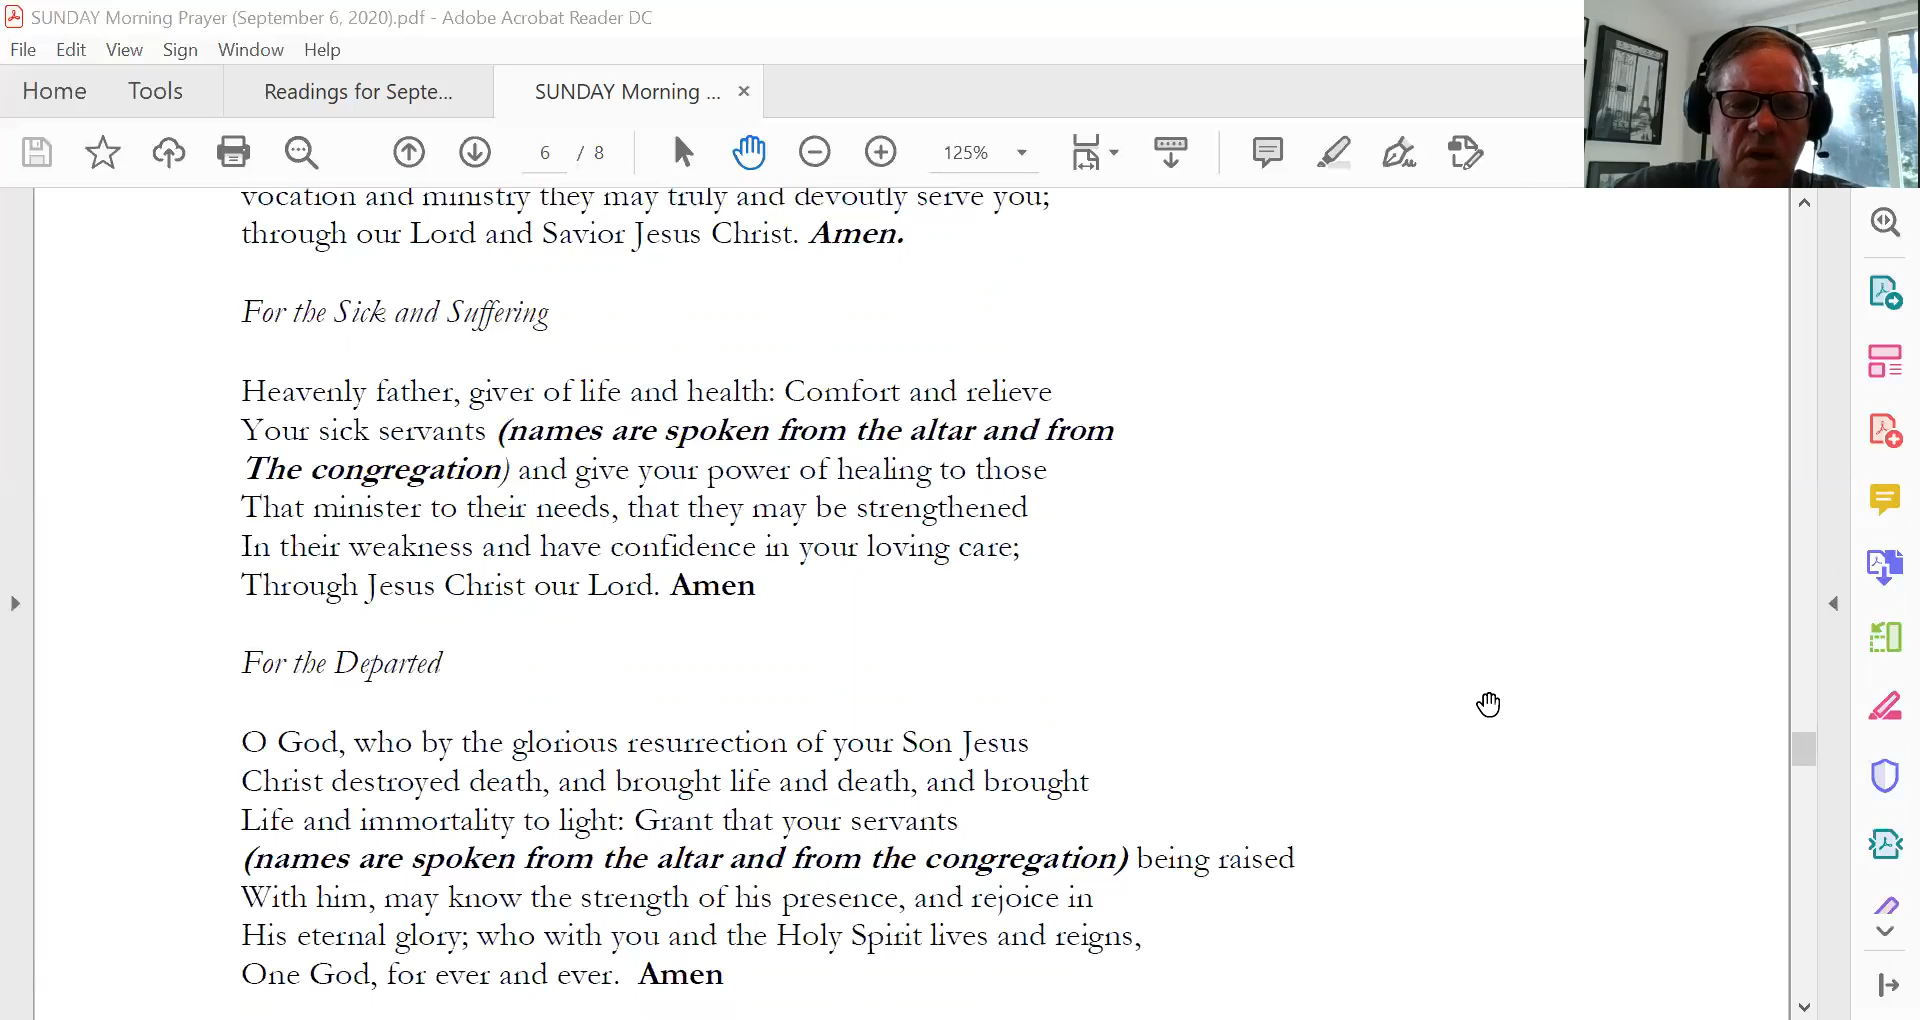 SUNDAY Morning Prayer (September 6, 2020).pdf - Adobe Acrobat Reader DC
File Edit View Sign Window Help
Home Tools Readings for Septe... SUNDAY Morning ... ×
6 / 8 125%
vocation and ministry they may truly and devoutly serve you;
through our Lord and Savior Jesus Christ. Amen.
For the Sick and Suffering
Heavenly father, giver of life and health: Comfort and relieve
Your sick servants (names are spoken from the altar and from
The congregation) and give your power of healing to those
That minister to their needs, that they may be strengthened
In their weakness and have confidence in your loving care;
Through Jesus Christ our Lord. Amen
For the Departed
O God, who by the glorious resurrection of your Son Jesus
Christ destroyed death, and brought life and death, and brought
Life and immortality to light: Grant that your servants
(names are spoken from the altar and from the congregation) being raised
With him, may know the strength of his presence, and rejoice in
His eternal glory; who with you and the Holy Spirit lives and reigns,
One God, for ever and ever. Amen